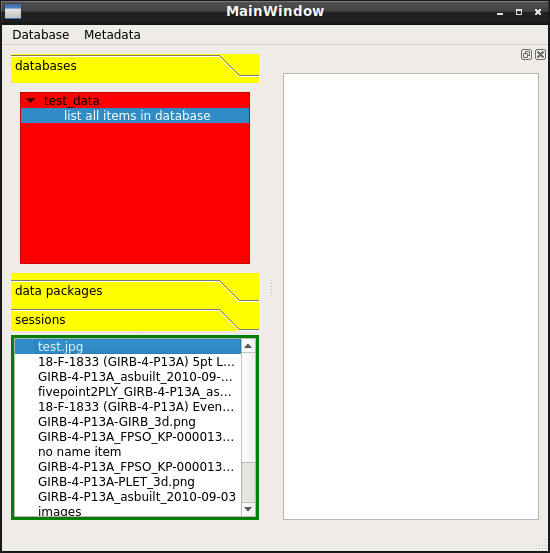 MainWindow
Database Metadata
databases
test_data
list all items in database
data packages
sessions
test.jpg
18-F-1833 (GIRB-4-P13A) 5pt L...
GIRB-4-P13A_asbuilt_2010-09-...
fivepoint2PLY_GIRB-4-P13A_as...
18-F-1833 (GIRB-4-P13A) Even...
GIRB-4-P13A-GIRB_3d.png
GIRB-4-P13A_FPSO_KP-000013...
no name item
GIRB-4-P13A_FPSO_KP-000013...
GIRB-4-P13A-PLET_3d.png
GIRB-4-P13A_asbuilt_2010-09-03
images